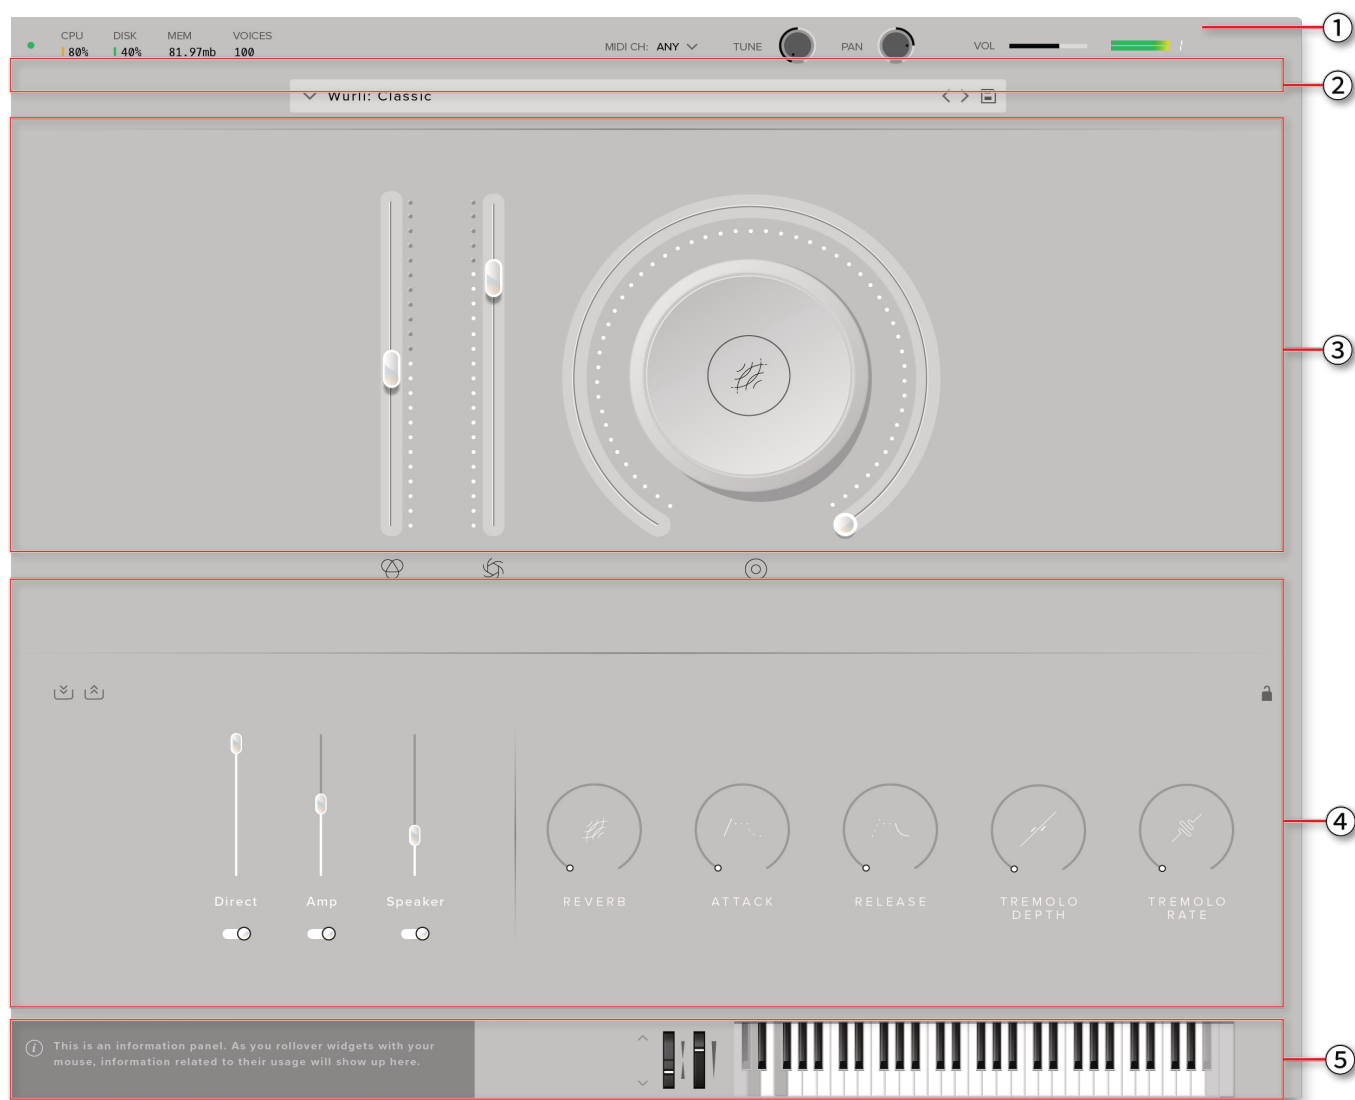 CPU DISK MEM VOICES
80% 40% 81.97mb 100
MIDI CH: ANY TUNE PAN VOL
1
2
Wurli: Classic
3
Direct Amp Speaker
REVERB ATTACK RELEASE TREMOLO DEPTH TREMOLO RATE
4
This is an information panel. As you rollover widgets with your
mouse, information related to their usage will show up here.
5